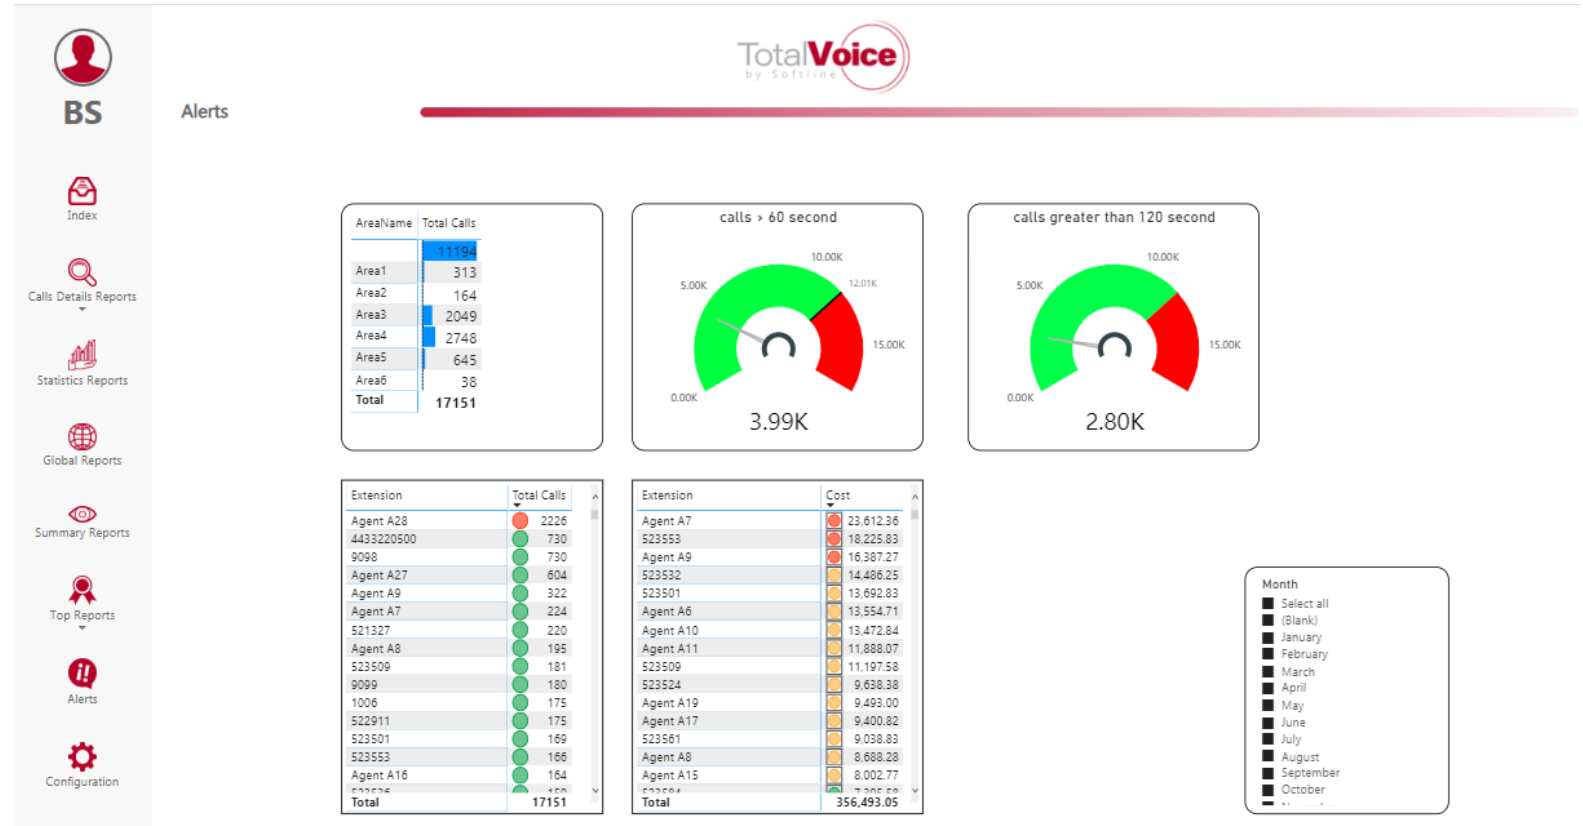 TotalVoice
by Softline
BS
Alerts
Index
Calls Details Reports
Statistics Reports
Global Reports
Summary Reports
Top Reports
Alerts
Configuration
AreaName Total Calls
11194
Area1 313
Area2 164
Area3 2049
Area4 2748
Area5 645
Area6 38
Total 17151
calls > 60 second
10.00K
5.00K
12.01K
15.00K
0.00K
3.99K
calls greater than 120 second
10.00K
5.00K
15.00K
0.00K
2.80K
Extension Total Calls
Agent A28 2226
4433220500 730
9098 730
Agent A27 604
Agent A9 322
Agent A7 224
521327 220
Agent A8 195
523509 181
9099 180
1006 175
522911 175
523501 169
523553 166
Agent A16 164
Total 17151
Extension Cost
Agent A7 23,612.36
523553 18,225.83
Agent A9 16,387.27
523532 14,486.25
523501 13,692.83
Agent A6 13,554.71
Agent A10 13,472.84
Agent A11 11,888.07
523509 11,197.58
523524 9,638.38
Agent A19 9,493.00
Agent A17 9,400.82
523561 9,038.83
Agent A8 8,688.28
Agent A15 8,002.77
Total 356,493.05
Month
Select all
(Blank)
January
February
March
April
May
June
July
August
September
October